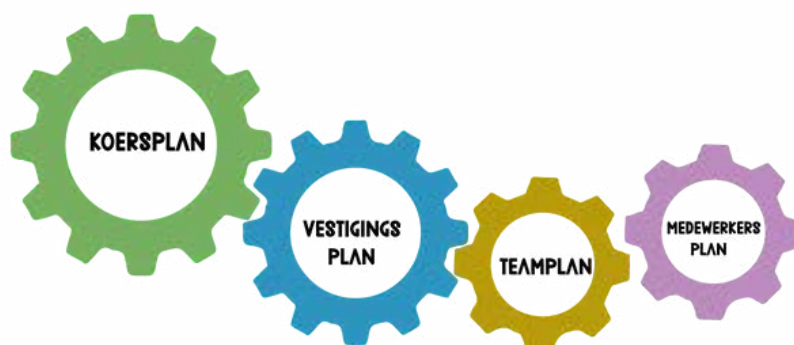 KOERSPLAN
VESTIGINGS
PLAN
TEAMPLAN
MEDEWERKERS
PLAN